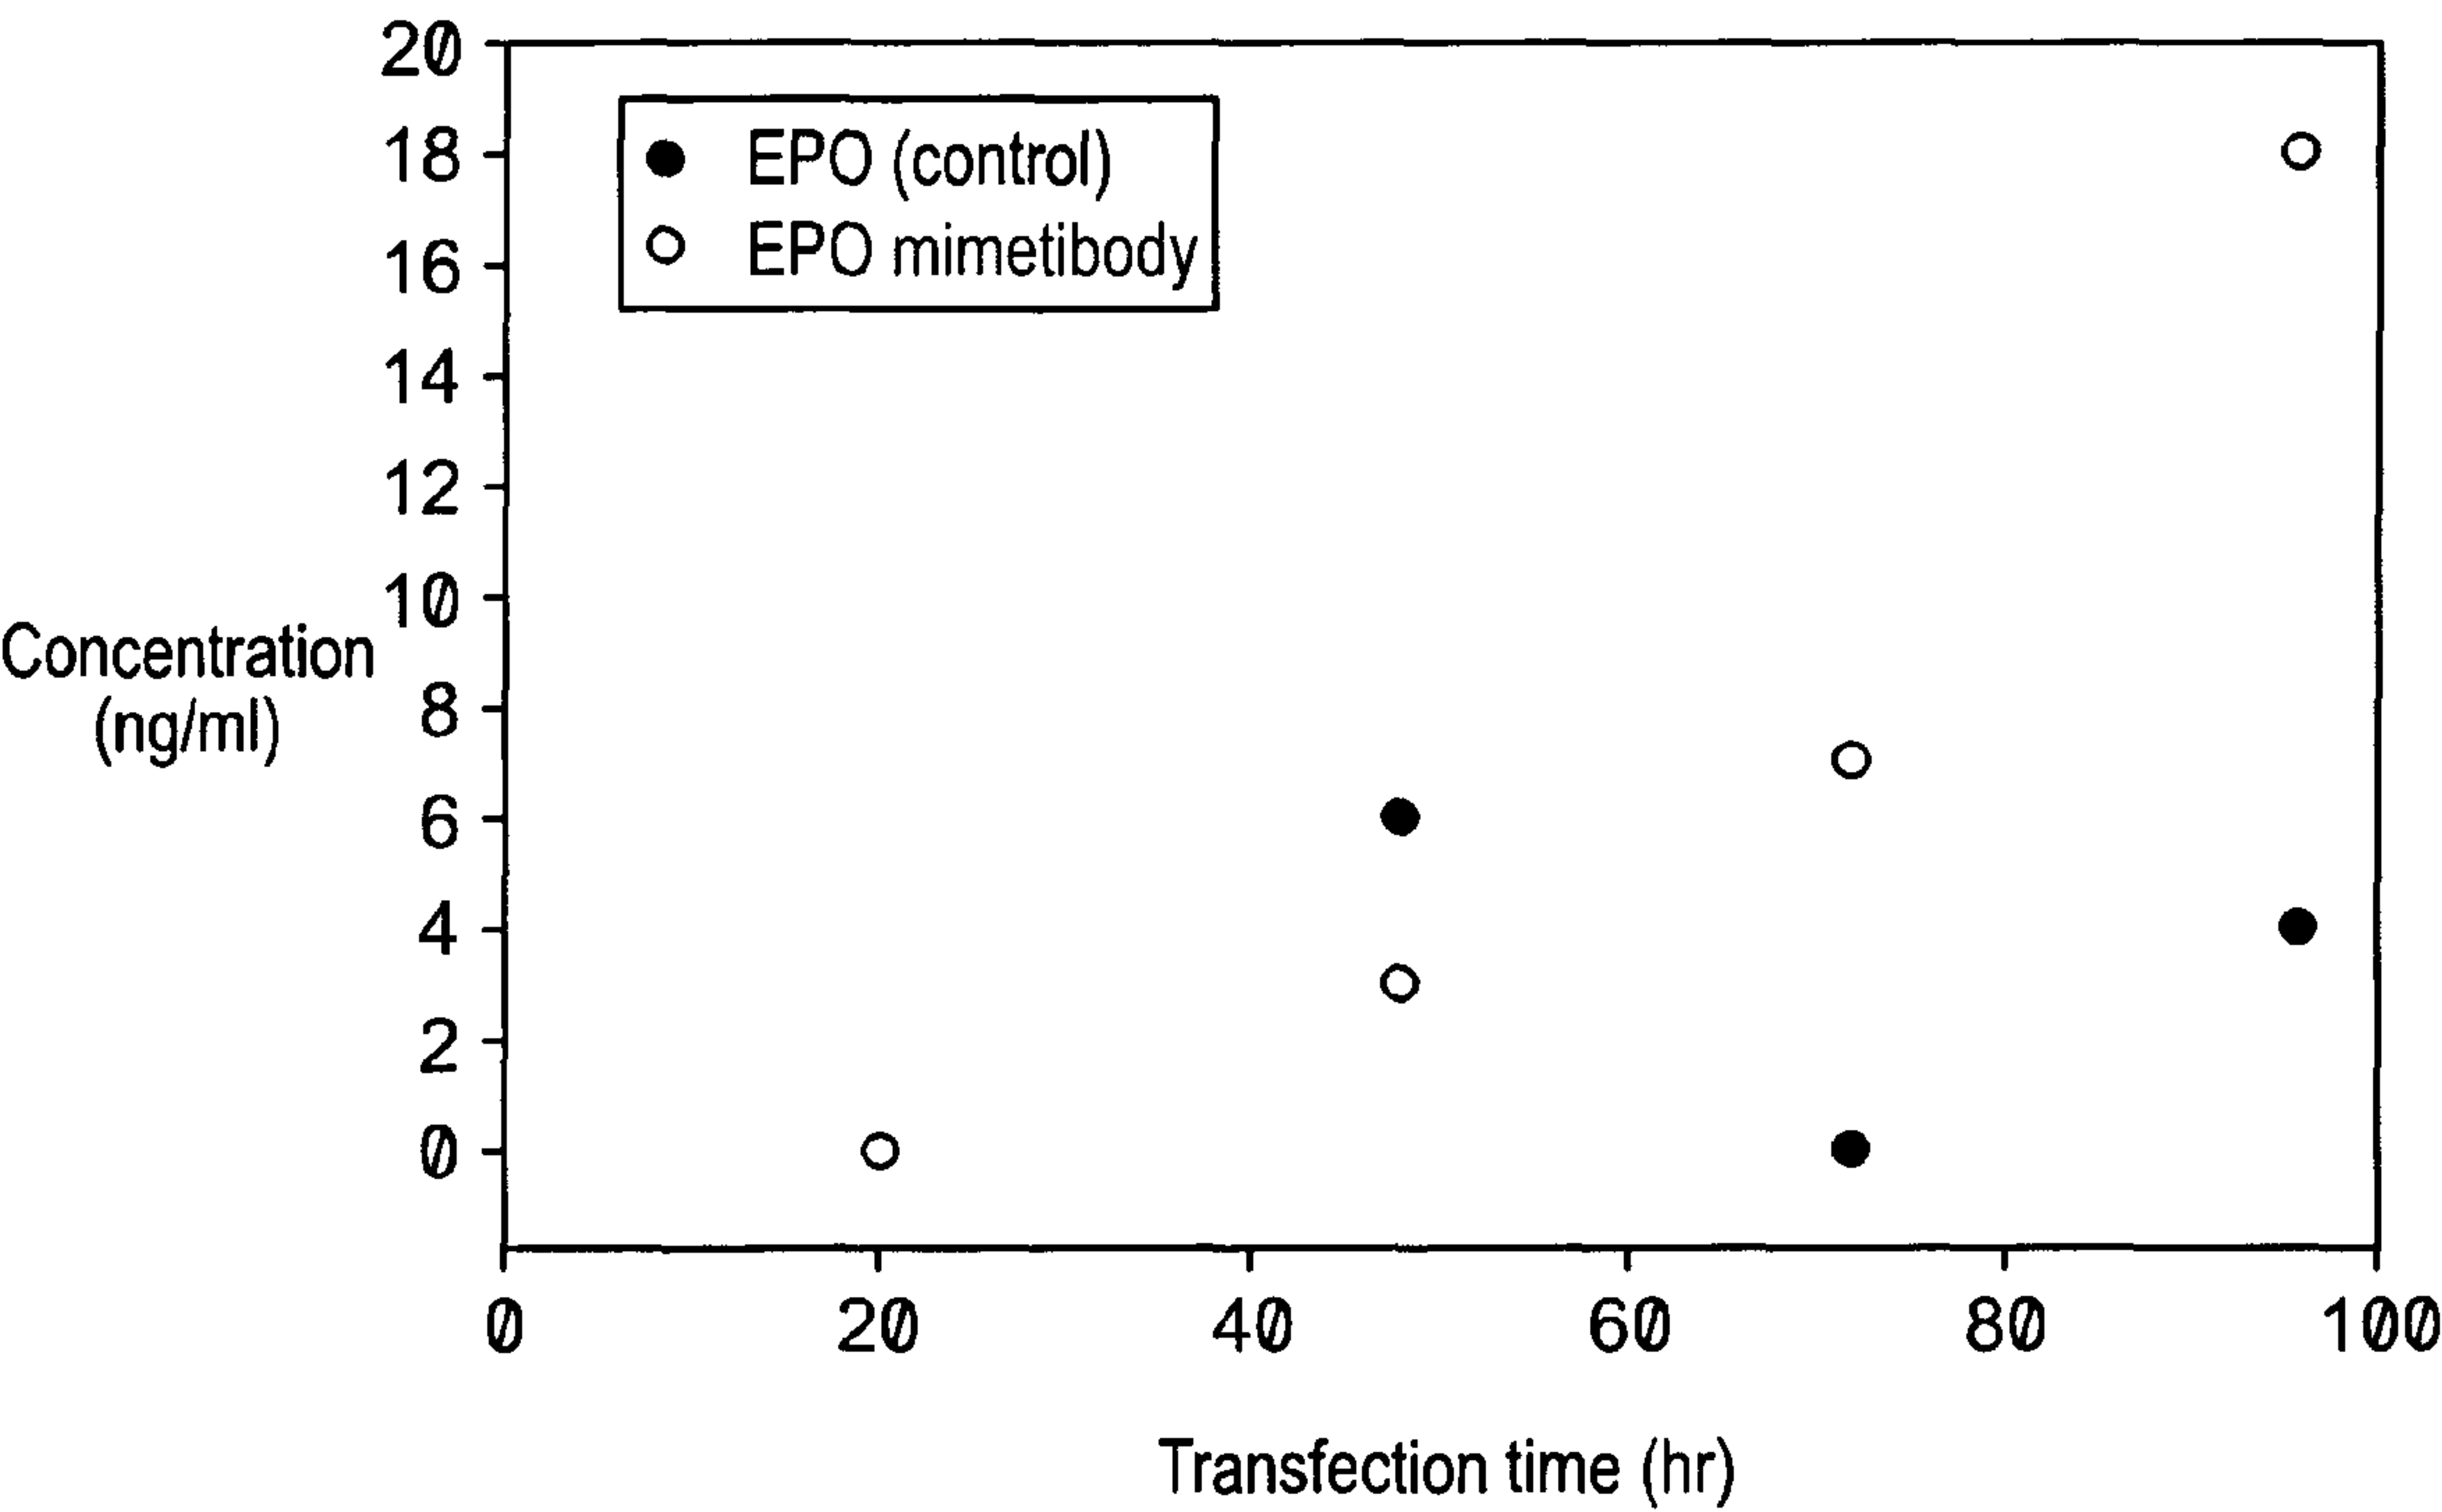 20
18
16
14
12
10
8
6
4
2
0
Concentration
(ng/ml)
EPO (control)
EPO mimetibody
0 20 40 60 80 100
Transfection time (hr)